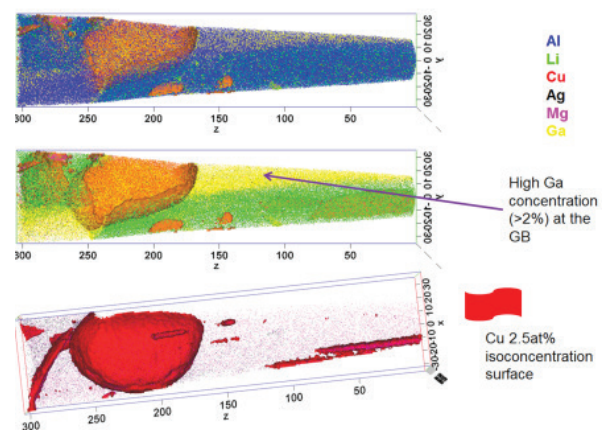 Al
Li
Cu
Ag
Mg
Ga
300 250 200 150 100 50
z
y
300 250 200 150 100 50
z
y
High Ga
concentration
(>2%) at the
GB
300 250 200 150 100 50
z
x
Cu 2.5at%
isoconcentration
surface